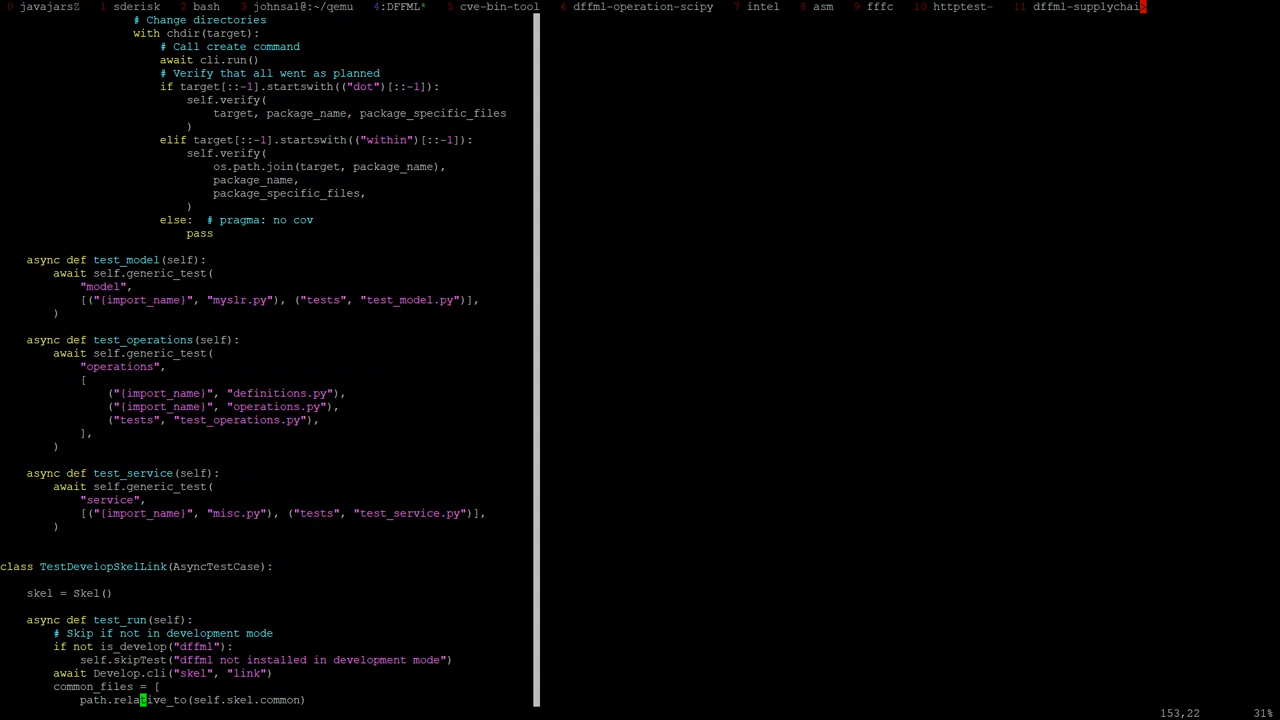 0 javajarsZ  1 sderisk  2 bash  3 johnsal@:~/qemu  4:DFFML*  5 cve-bin-tool  6 dffml-operation-scipy  7 intel  8 asm  9 fffc  10 httptest-  11 dffml-supplychai>
                    # Change directories
                    with chdir(target):
                        # Call create command
                        await cli.run()
                        # Verify that all went as planned
                        if target[::-1].startswith(("dot")[::-1]):
                            self.verify(
                                target, package_name, package_specific_files
                            )
                        elif target[::-1].startswith(("within")[::-1]):
                            self.verify(
                                os.path.join(target, package_name),
                                package_name,
                                package_specific_files,
                            )
                        else:  # pragma: no cov
                            pass
    async def test_model(self):
        await self.generic_test(
            "model",
            [("{import_name}", "myslr.py"), ("tests", "test_model.py")],
        )
    async def test_operations(self):
        await self.generic_test(
            "operations",
            [
                ("{import_name}", "definitions.py"),
                ("{import_name}", "operations.py"),
                ("tests", "test_operations.py"),
            ],
        )
    async def test_service(self):
        await self.generic_test(
            "service",
            [("{import_name}", "misc.py"), ("tests", "test_service.py")],
        )
class TestDevelopSkelLink(AsyncTestCase):
    skel = Skel()
    async def test_run(self):
        # Skip if not in development mode
        if not is_develop("dffml"):
            self.skipTest("dffml not installed in development mode")
        await Develop.cli("skel", "link")
        common_files = [
            path.relative_to(self.skel.common)
153,22  31%